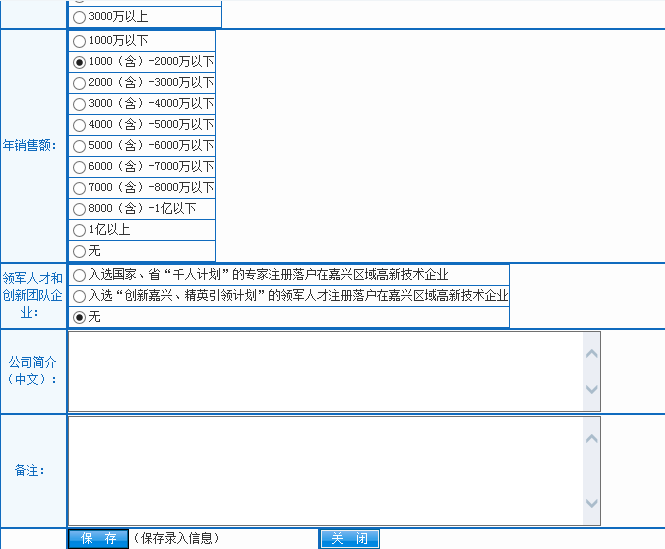 3000万以上
年销售额：
1000万以下
1000（含）-2000万以下
2000（含）-3000万以下
3000（含）-4000万以下
4000（含）-5000万以下
5000（含）-6000万以下
6000（含）-7000万以下
7000（含）-8000万以下
8000（含）-1亿以下
1亿以上
无
领军人才和
创新团队企
业：
入选国家、省“千人计划”的专家注册落户在嘉兴区域高新技术企业
入选“创新嘉兴、精英引领计划”的领军人才注册落户在嘉兴区域高新技术企业
无
公司简介
（中文）：
备注：
保 存 （保存录入信息） 关 闭